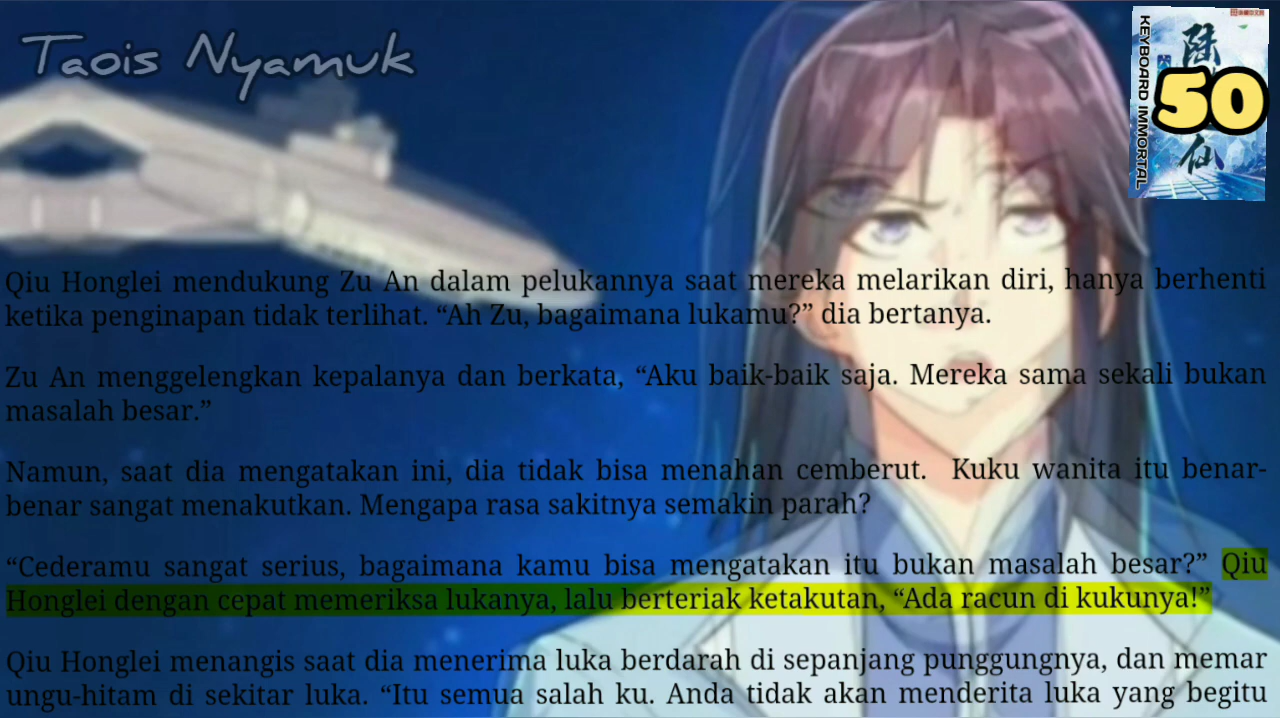 Taois Nyamuk
KEYBOARD IMMORTAL
陆
仙
50
Qiu Honglei mendukung Zu An dalam pelukannya saat mereka melarikan diri, hanya berhenti
ketika penginapan tidak terlihat. “Ah Zu, bagaimana lukamu?” dia bertanya.
Zu An menggelengkan kepalanya dan berkata, “Aku baik-baik saja. Mereka sama sekali bukan
masalah besar.”
Namun, saat dia mengatakan ini, dia tidak bisa menahan cemberut. Kuku wanita itu benar-
benar sangat menakutkan. Mengapa rasa sakitnya semakin parah?
“Cederamu sangat serius, bagaimana kamu bisa mengatakan itu bukan masalah besar?” Qiu
Honglei dengan cepat memeriksa lukanya, lalu berteriak ketakutan, “Ada racun di kukunya!”
Qiu Honglei menangis saat dia menerima luka berdarah di sepanjang punggungnya, dan memar
ungu-hitam di sekitar luka. “Itu semua salah ku. Anda tidak akan menderita luka yang begitu